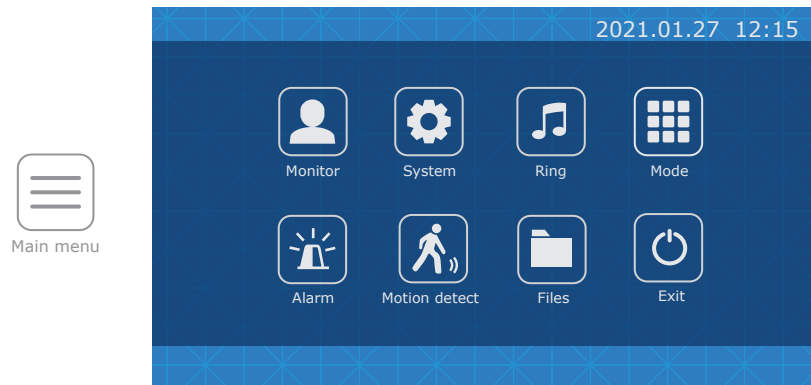 2021.01.27 12:15
Monitor
System
Ring
Mode
Main menu
Alarm
Motion detect
Files
Exit